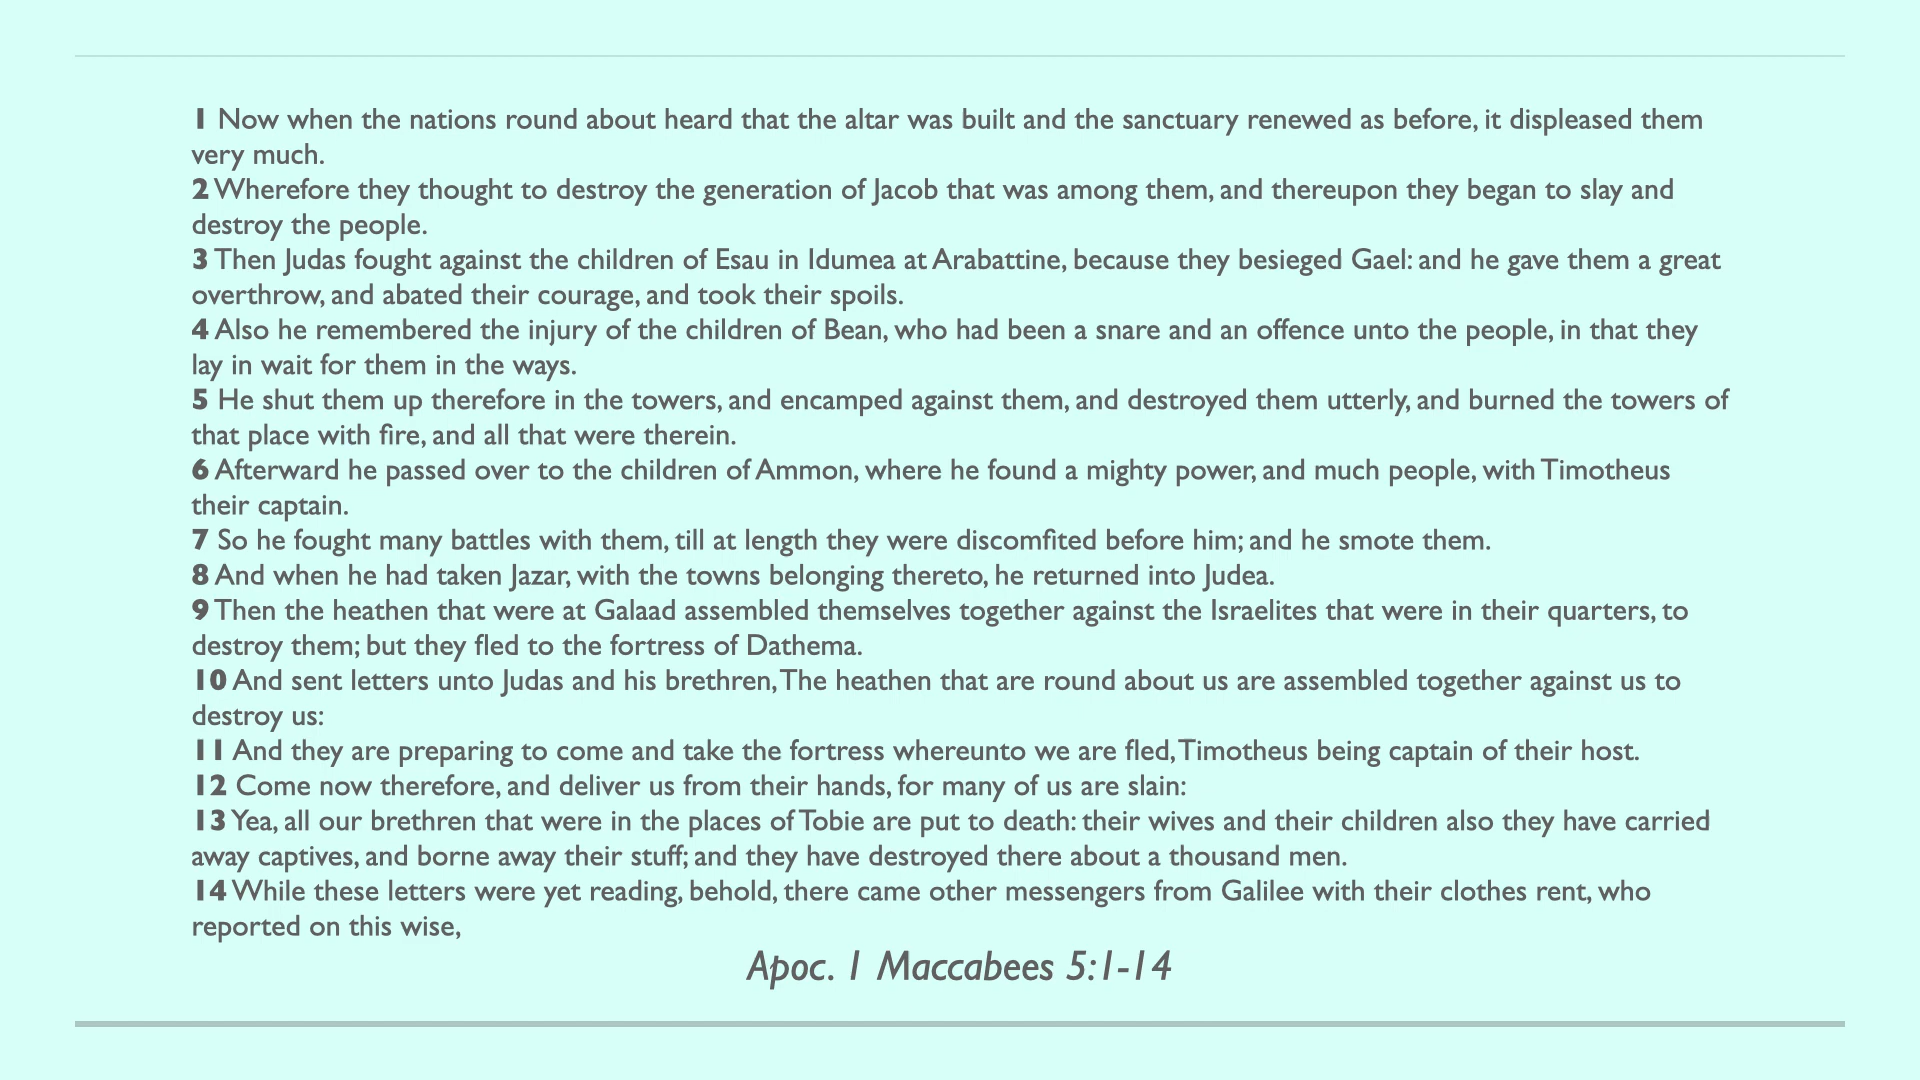 1 Now when the nations round about heard that the altar was built and the sanctuary renewed as before, it displeased them
very much.
2 Wherefore they thought to destroy the generation of Jacob that was among them, and thereupon they began to slay and
destroy the people.
3 Then Judas fought against the children of Esau in Idumea at Arabattine, because they besieged Gael: and he gave them a great
overthrow, and abated their courage, and took their spoils.
4 Also he remembered the injury of the children of Bean, who had been a snare and an offence unto the people, in that they
lay in wait for them in the ways.
5 He shut them up therefore in the towers, and encamped against them, and destroyed them utterly, and burned the towers of
that place with fire, and all that were therein.
6 Afterward he passed over to the children of Ammon, where he found a mighty power, and much people, with Timotheus
their captain.
7 So he fought many battles with them, till at length they were discomfited before him; and he smote them.
8 And when he had taken Jazar, with the towns belonging thereto, he returned into Judea.
9 Then the heathen that were at Galaad assembled themselves together against the Israelites that were in their quarters, to
destroy them; but they fled to the fortress of Dathema.
10 And sent letters unto Judas and his brethren, The heathen that are round about us are assembled together against us to
destroy us:
11 And they are preparing to come and take the fortress whereunto we are fled, Timotheus being captain of their host.
12 Come now therefore, and deliver us from their hands, for many of us are slain:
13 Yea, all our brethren that were in the places of Tobie are put to death: their wives and their children also they have carried
away captives, and borne away their stuff; and they have destroyed there about a thousand men.
14 While these letters were yet reading, behold, there came other messengers from Galilee with their clothes rent, who
reported on this wise,
Apoc. 1 Maccabees 5:1-14